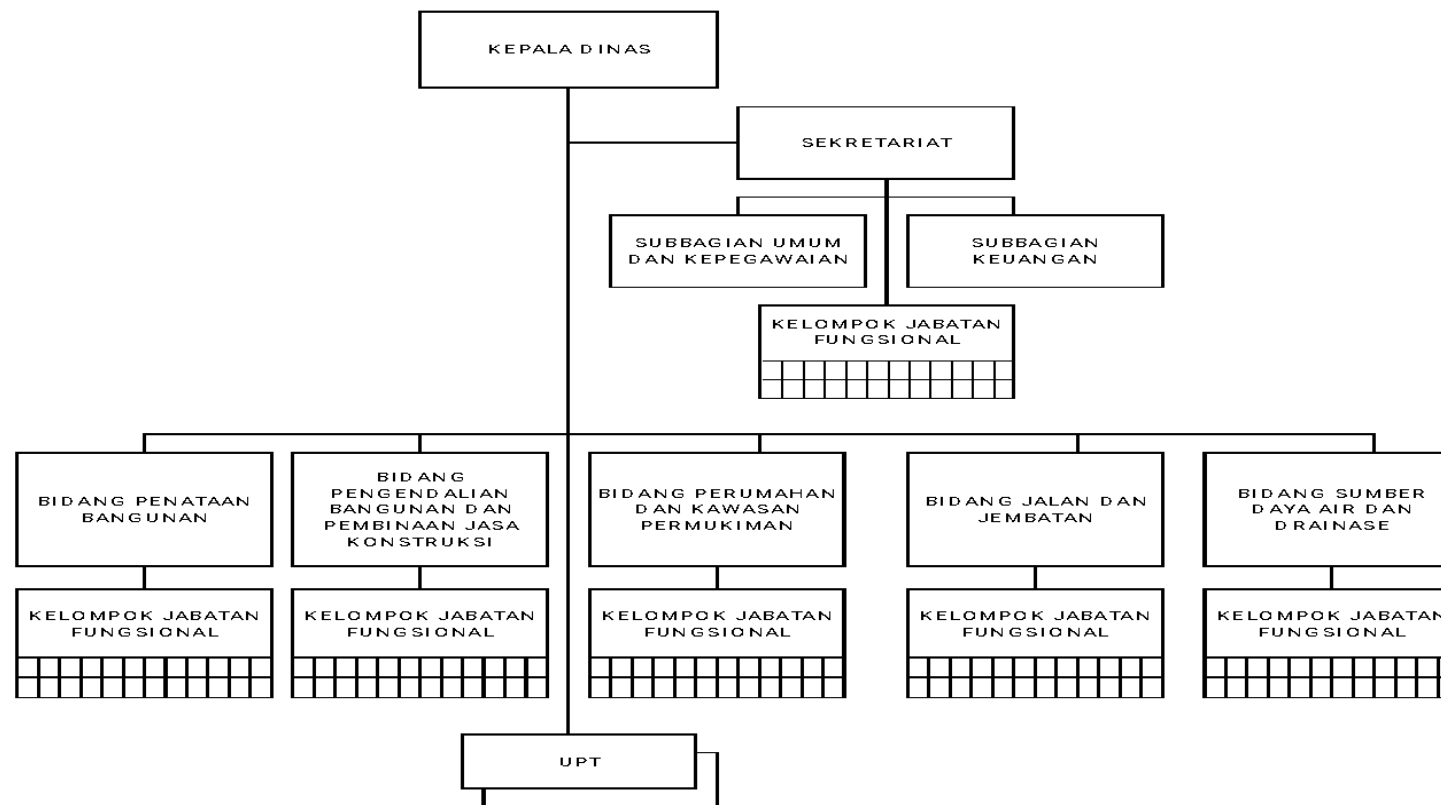 KEPALA DINAS
SEKRETARIAT
SUBBAGIAN UMUM
DAN KEPEGAWAIAN
SUBBAGIAN
KEUANGAN
KELOMPOK JABATAN
FUNGSIONAL
BIDANG PENATAAN
BANGUNAN
BIDANG
PENGENDALIAN
BANGUNAN DAN
PEMBINAAN JASA
KONSTRUKSI
BIDANG PERUMAHAN
DAN KAWASAN
PERMUKIMAN
BIDANG JALAN DAN
JEMBATAN
BIDANG SUMBER
DAYA AIR DAN
DRAINASE
KELOMPOK JABATAN
FUNGSIONAL
KELOMPOK JABATAN
FUNGSIONAL
KELOMPOK JABATAN
FUNGSIONAL
KELOMPOK JABATAN
FUNGSIONAL
KELOMPOK JABATAN
FUNGSIONAL
UPT